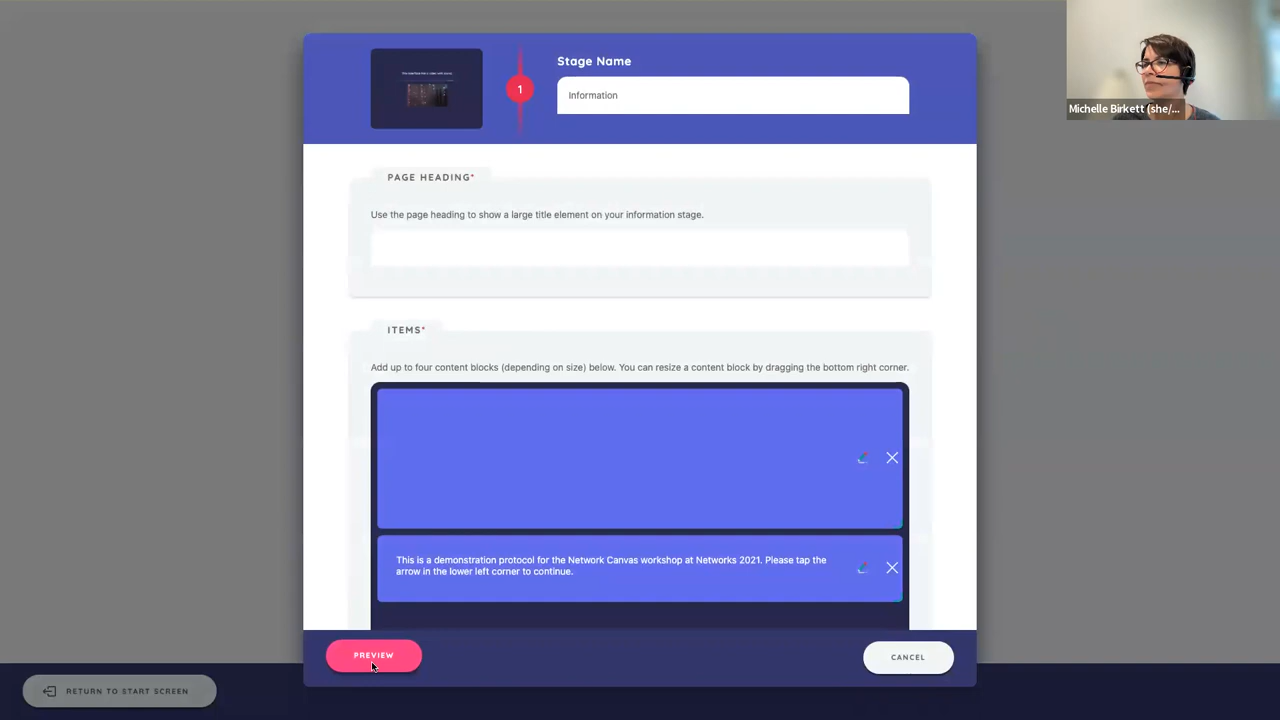 Stage Name
1
Information
Michelle Birkett (she/...
PAGE HEADING*
Use the page heading to show a large title element on your information stage.
ITEMS*
Add up to four content blocks (depending on size) below. You can resize a content block by dragging the bottom right corner.
This is a demonstration protocol for the Network Canvas workshop at Networks 2021. Please tap the
arrow in the lower left corner to continue.
PREVIEW
CANCEL
RETURN TO START SCREEN